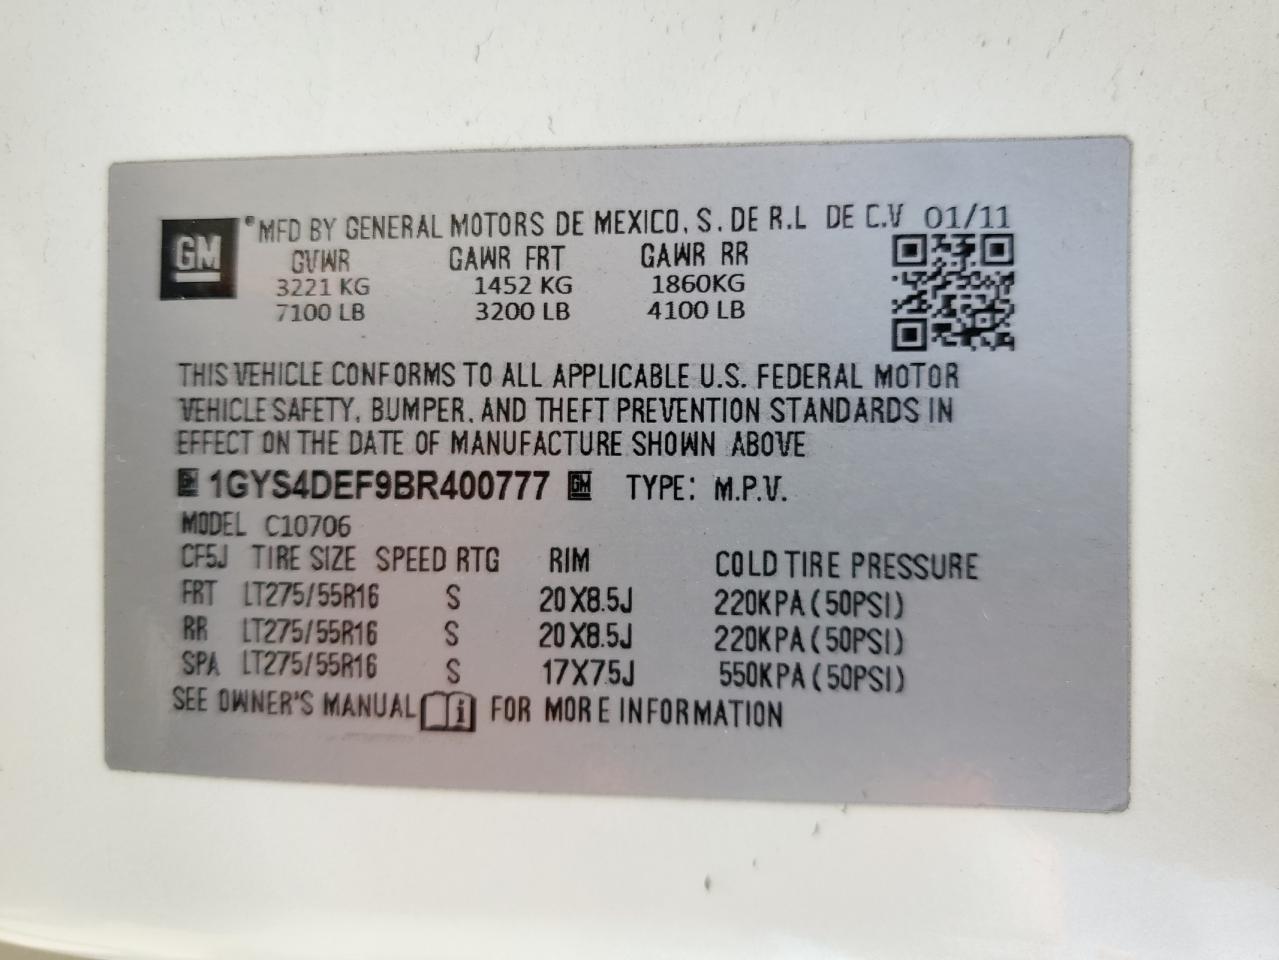 GM ®MFD BY GENERAL MOTORS DE MEXICO, S. DE R.L DE C.V 01/11
GVWR GAWR FRT GAWR RR
3221 KG 1452 KG 1860KG
7100 LB 3200 LB 4100 LB
THIS VEHICLE CONFORMS TO ALL APPLICABLE U.S. FEDERAL MOTOR
VEHICLE SAFETY, BUMPER, AND THEFT PREVENTION STANDARDS IN
EFFECT ON THE DATE OF MANUFACTURE SHOWN ABOVE
GM 1GYS4DEF9BR400777 GM TYPE: M.P.V.
MODEL C10706
CF5J TIRE SIZE SPEED RTG RIM COLD TIRE PRESSURE
FRT LT275/55R16 S 20X8.5J 220KPA(50PSI)
RR LT275/55R16 S 20X8.5J 220KPA(50PSI)
SPA LT275/55R16 S 17X75J 550KPA(50PSI)
SEE OWNER'S MANUAL i FOR MORE INFORMATION